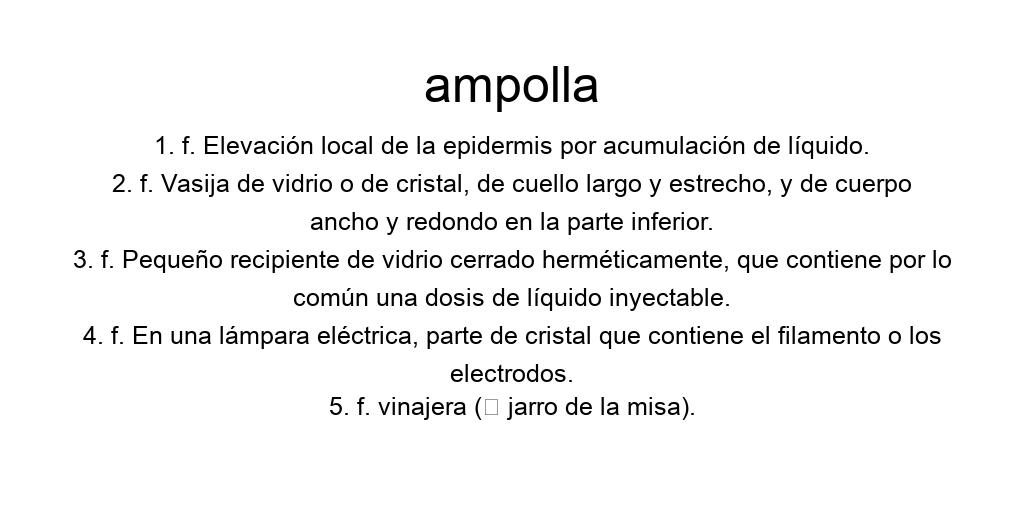 ampolla
1. f. Elevación local de la epidermis por acumulación de líquido.
2. f. Vasija de vidrio o de cristal, de cuello largo y estrecho, y de cuerpo
ancho y redondo en la parte inferior.
3. f. Pequeño recipiente de vidrio cerrado herméticamente, que contiene por lo
común una dosis de líquido inyectable.
4. f. En una lámpara eléctrica, parte de cristal que contiene el filamento o los
electrodos.
5. f. vinajera (□ jarro de la misa).